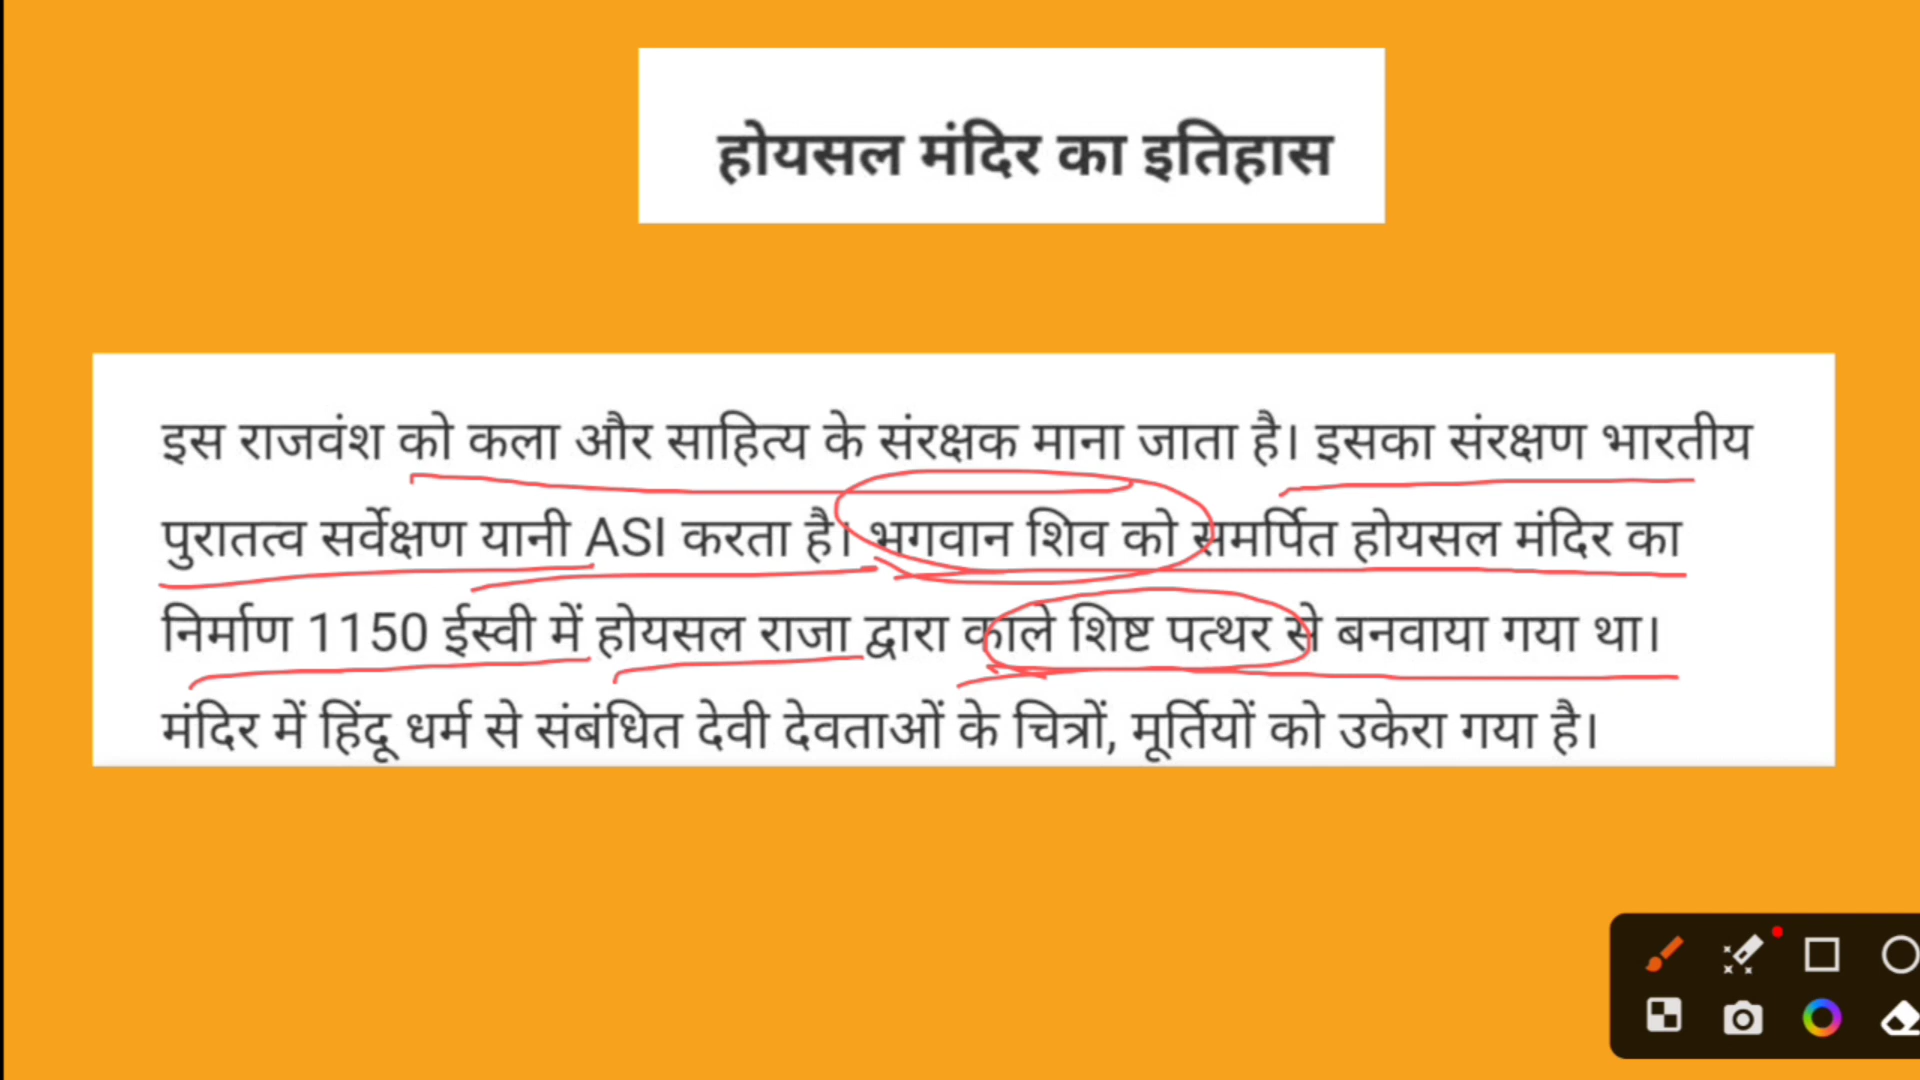 होयसल मंदिर का इतिहास
इस राजवंश को कला और साहित्य के संरक्षक माना जाता है। इसका संरक्षण भारतीय
पुरातत्व सर्वेक्षण यानी ASI करता है। भगवान शिव को समर्पित होयसल मंदिर का
निर्माण 1150 ईस्वी में होयसल राजा द्वारा काले शिष्ट पत्थर से बनवाया गया था।
मंदिर में हिंदू धर्म से संबंधित देवी देवताओं के चित्रों, मूर्तियों को उकेरा गया है।